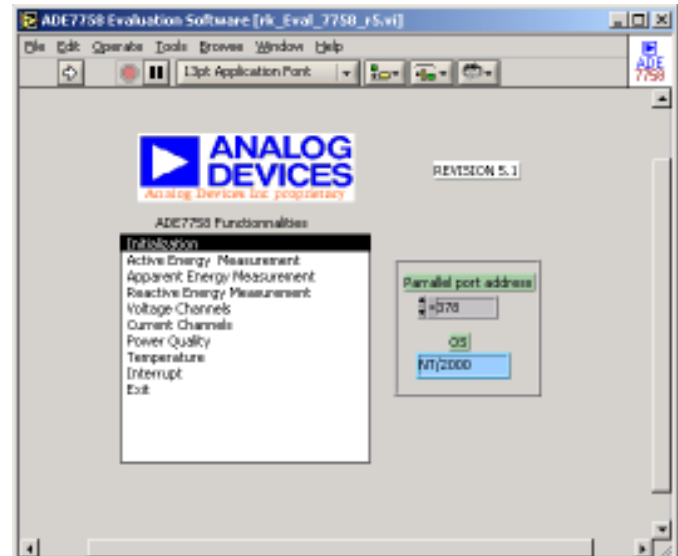 ADE7758 Evaluation Software [rk_Eval_7758_r5.vi]
File Edit Operate Tools Browse Window Help
13pt Application Font
ADE
7758
ANALOG
DEVICES
Analog Devices Inc proprietary
REVISION 5.1
ADE7758 Functionnalities
Initialization
Active Energy Measurement
Apparent Energy Measurement
Reactive Energy Measurement
Voltage Channels
Current Channels
Power Quality
Temperature
Interrupt
Exit
Parrallel port address
x378
OS
NT/2000